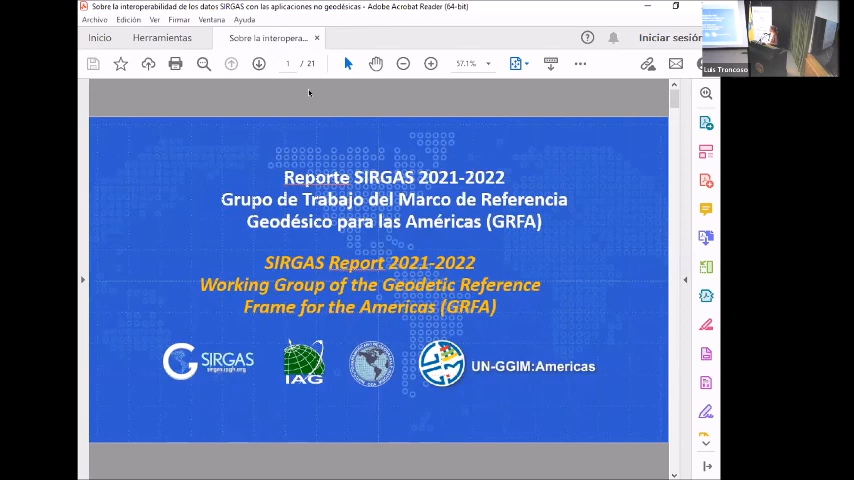 Sobre la interoperabilidad de los datos SIRGAS con las aplicaciones no geodésicas - Adobe Acrobat Reader (64-bit)
Archivo Edición Ver Firmar Ventana Ayuda
Inicio Herramientas Sobre la interopera... × Iniciar sesión
1 / 21 57.1%
Luis Troncoso
Reporte SIRGAS 2021-2022
Grupo de Trabajo del Marco de Referencia
Geodésico para las Américas (GRFA)
SIRGAS Report 2021-2022
Working Group of the Geodetic Reference
Frame for the Americas (GRFA)
SIRGAS
sirgas.ipgh.org
IAG
UN-GGIM:Americas